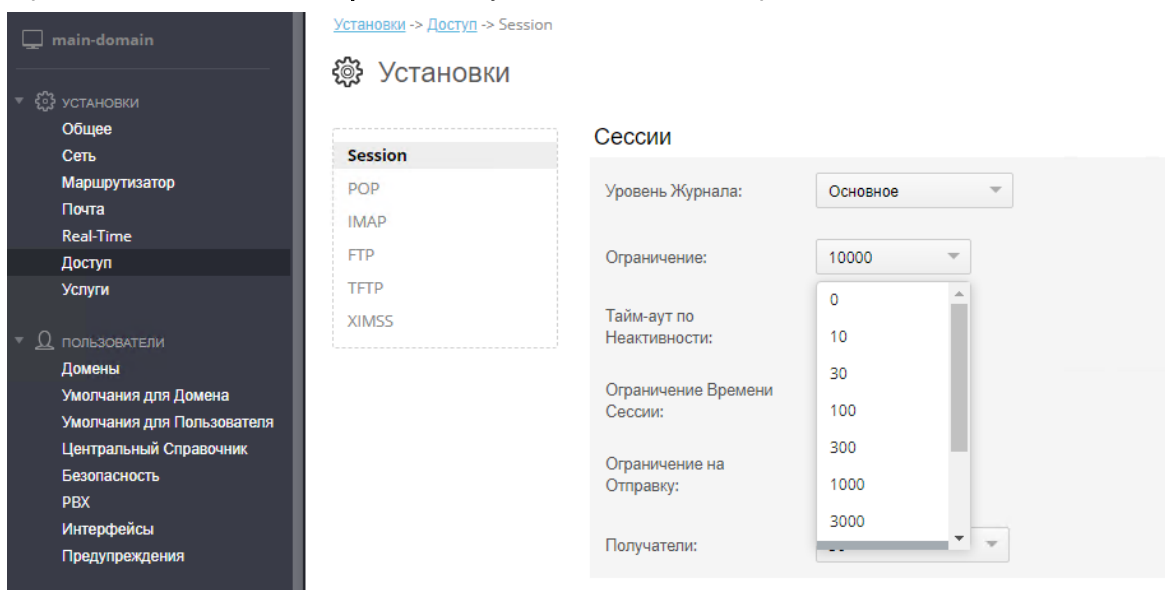 main-domain
УСТАНОВКИ
Общее
Сеть
Маршрутизатор
Почта
Real-Time
Доступ
Услуги
ПОЛЬЗОВАТЕЛИ
Домены
Умолчания для Домена
Умолчания для Пользователя
Центральный Справочник
Безопасность
PBX
Интерфейсы
Предупреждения
Установки -> Доступ -> Session
Установки
Session
POP
IMAP
FTP
TFTP
XIMSS
Сессии
Уровень Журнала: Основное
Ограничение: 10000
0
10
30
100
300
1000
3000
Тайм-аут по
Неактивности:
Ограничение Времени
Сессии:
Ограничение на
Отправку:
Получатели: